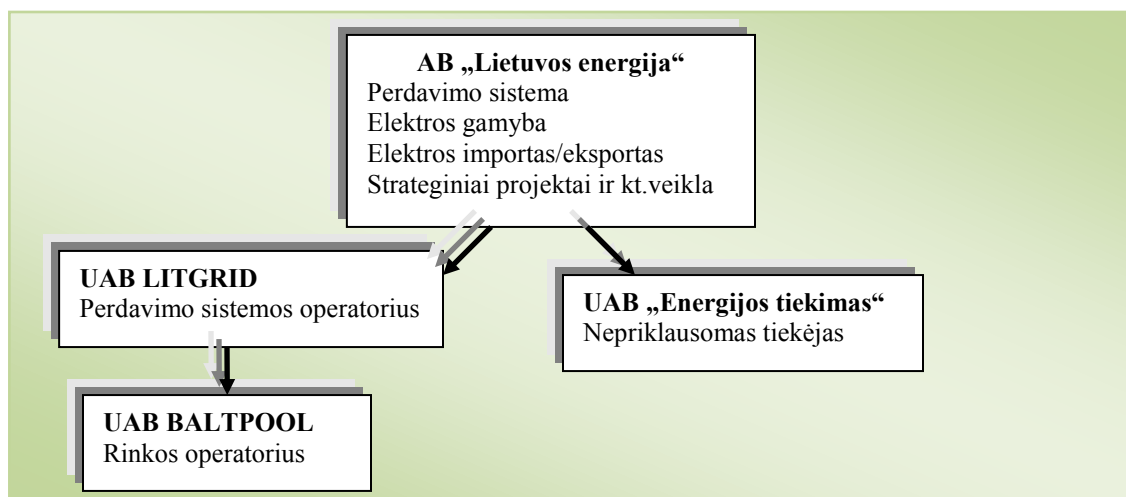 AB „Lietuvos energija“
Perdavimo sistema
Elektros gamyba
Elektros importas/eksportas
Strateginiai projektai ir kt.veikla
UAB LITGRID
Perdavimo sistemos operatorius
UAB „Energijos tiekimas“
Nepriklausomas tiekėjas
UAB BALTPOOL
Rinkos operatorius